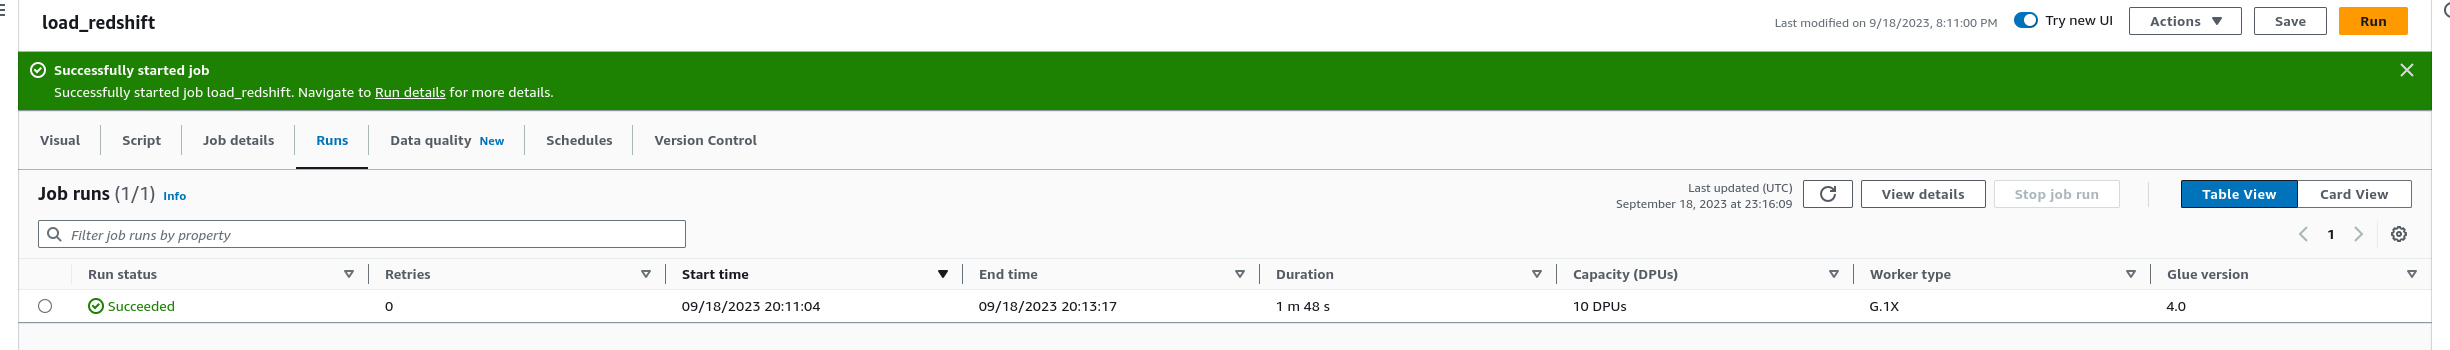 load_redshift
Last modified on 9/18/2023, 8:11:00 PM
Try new UI
Actions
Save
Run
Successfully started job
Successfully started job load_redshift. Navigate to Run details for more details.
Visual
Script
Job details
Runs
Data quality New
Schedules
Version Control
Job runs (1/1) Info
Last updated (UTC)
September 18, 2023 at 23:16:09
View details
Stop job run
Table View
Card View
Filter job runs by property
1
Run status Retries Start time End time Duration Capacity (DPUs) Worker type Glue version
Succeeded 0 09/18/2023 20:11:04 09/18/2023 20:13:17 1 m 48 s 10 DPUs G.1X 4.0